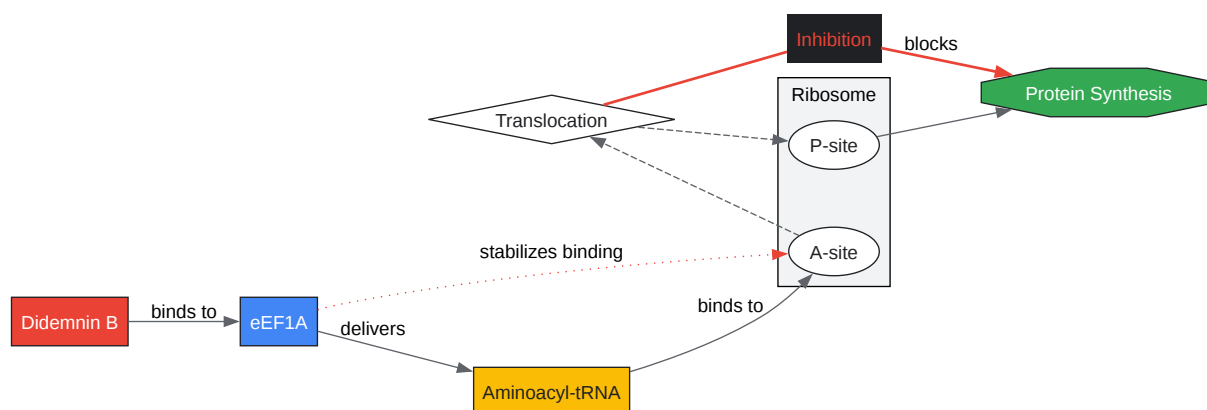 Inhibition
blocks
Ribosome
Protein Synthesis
Translocation
P-site
stabilizes binding
A-site
binds to
binds to
Didemnin B
eEF1A
delivers
Aminoacyl-tRNA